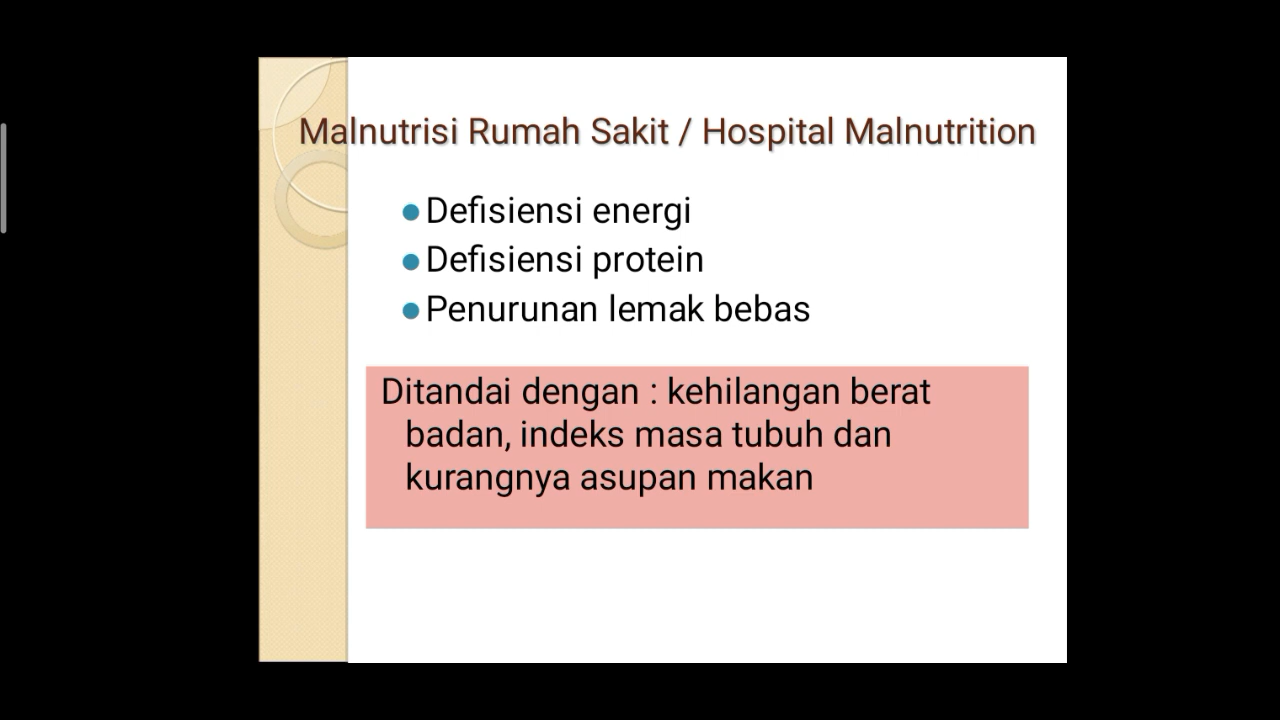 Malnutrisi Rumah Sakit / Hospital Malnutrition
Defisiensi energi
Defisiensi protein
Penurunan lemak bebas
Ditandai dengan : kehilangan berat
badan, indeks masa tubuh dan
kurangnya asupan makan